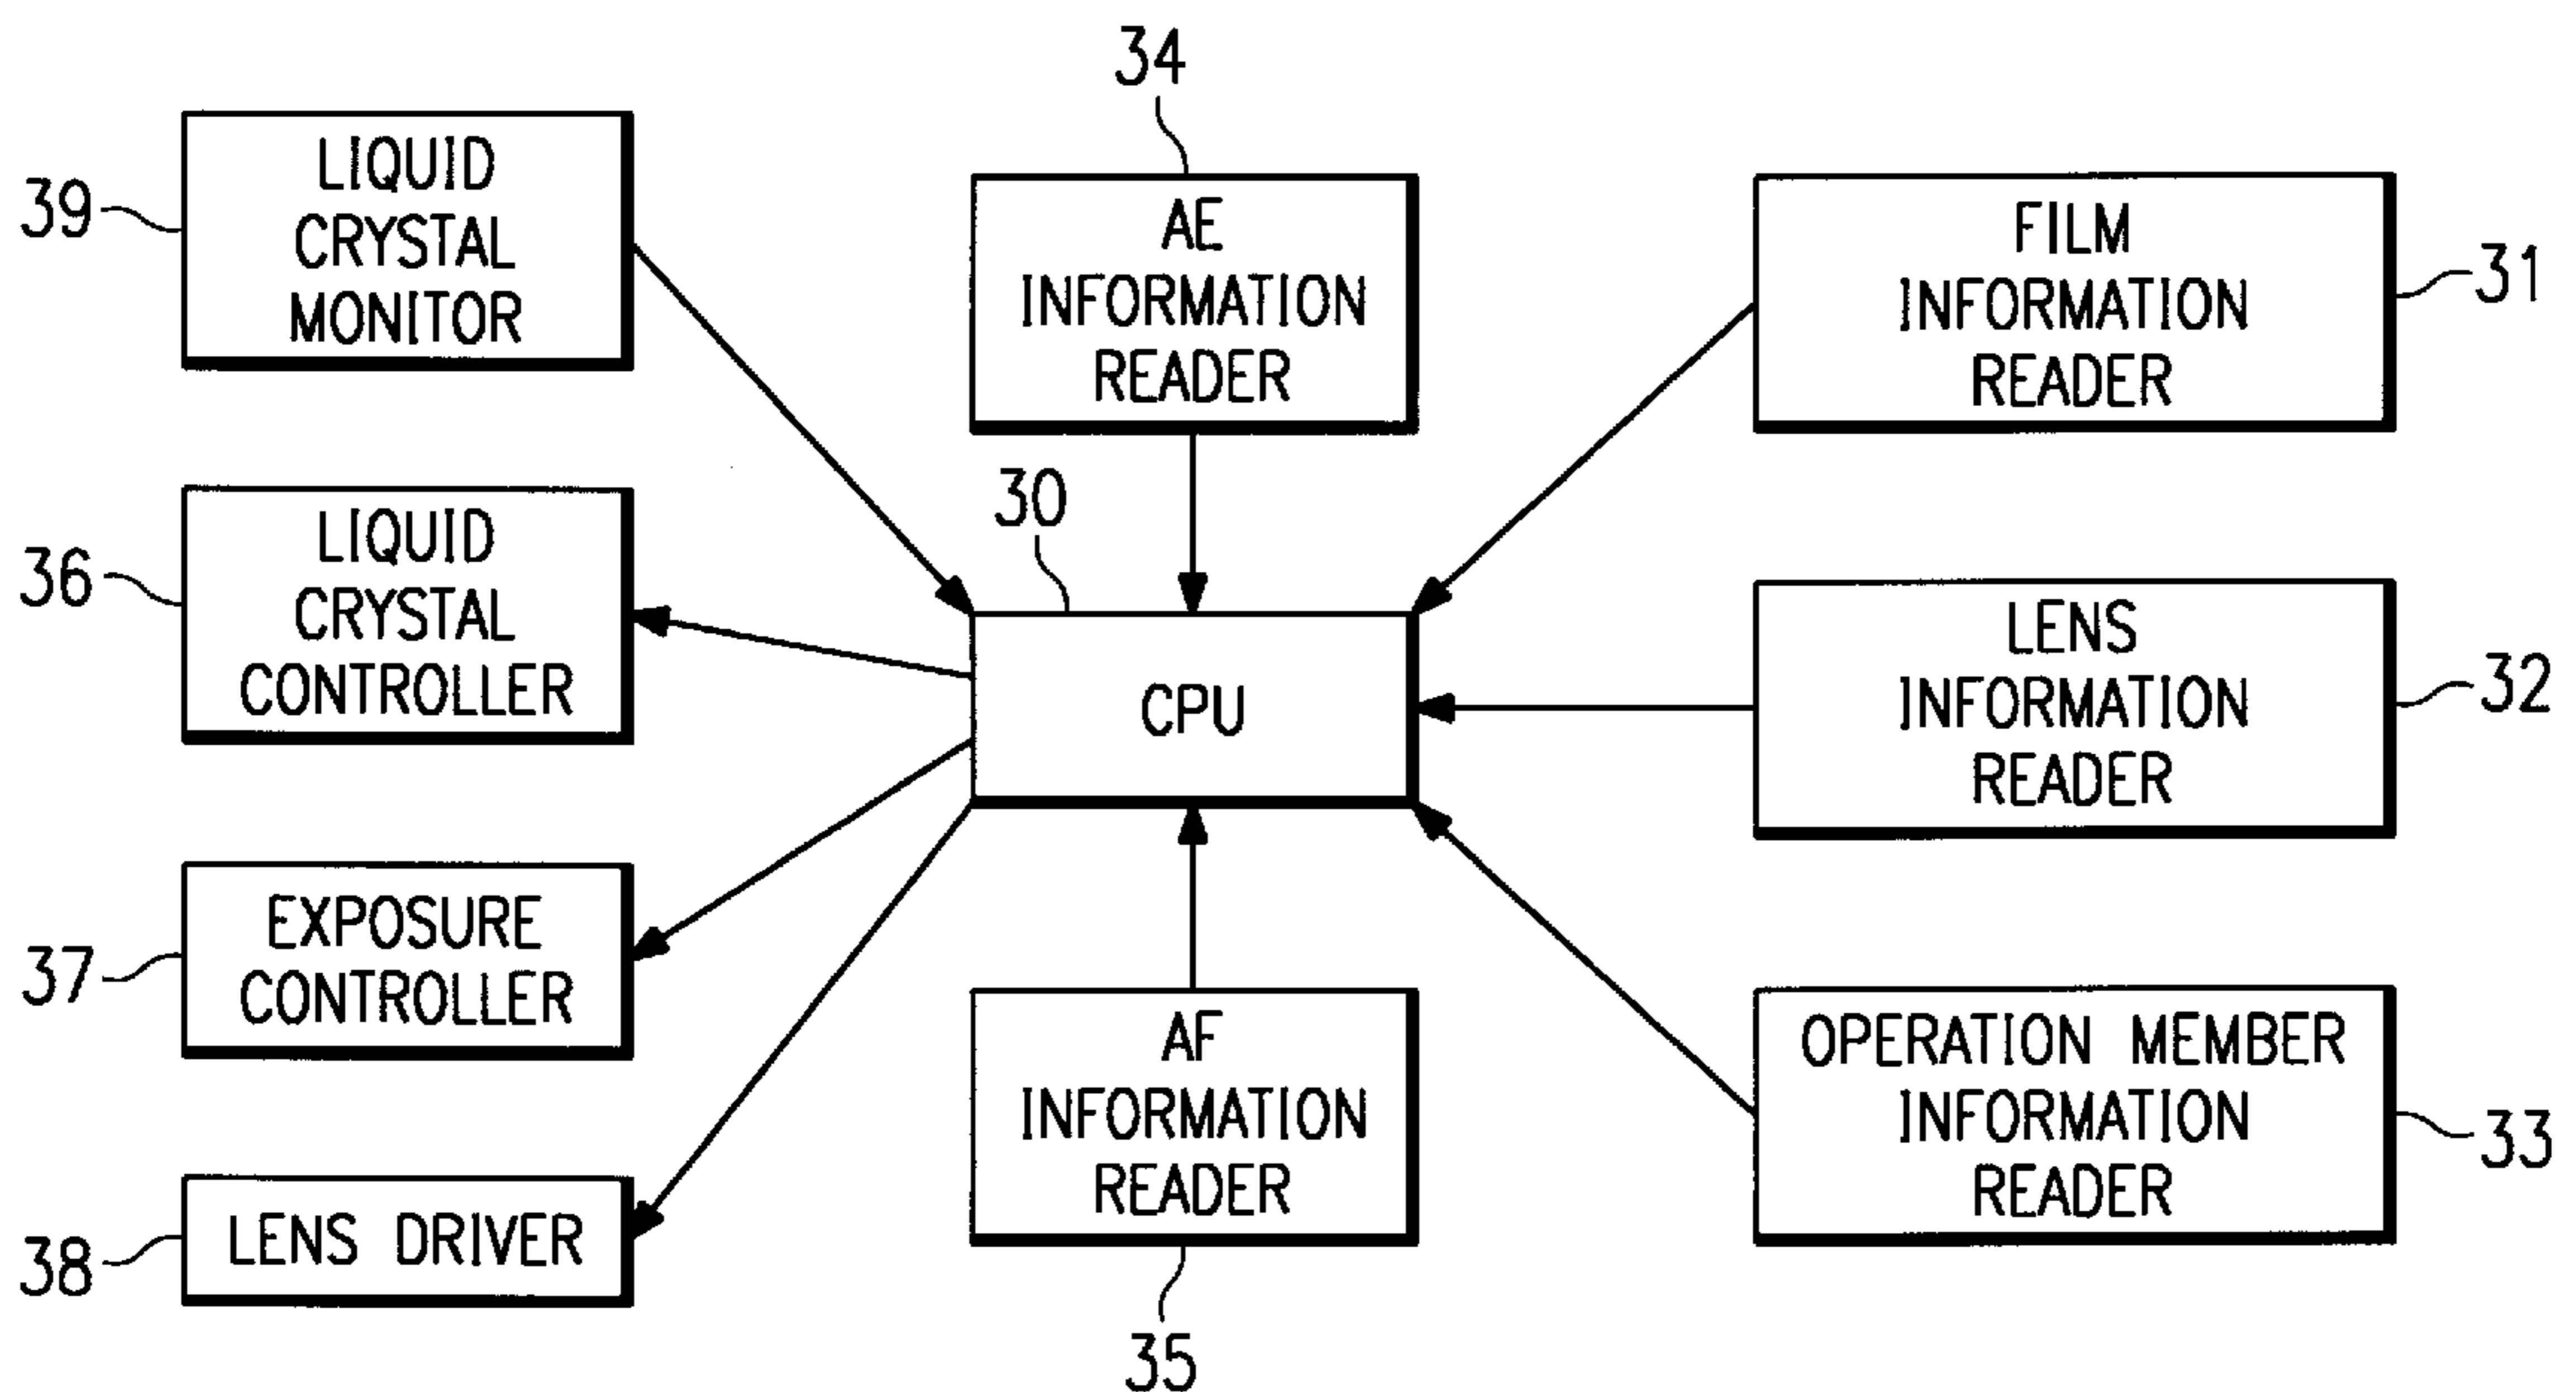 34
39
LIQUID
CRYSTAL
MONITOR
AE
INFORMATION
READER
FILM
INFORMATION
READER
31
30
36
LIQUID
CRYSTAL
CONTROLLER
CPU
LENS
INFORMATION
READER
32
37
EXPOSURE
CONTROLLER
AF
INFORMATION
READER
OPERATION MEMBER
INFORMATION
READER
33
38
LENS DRIVER
35